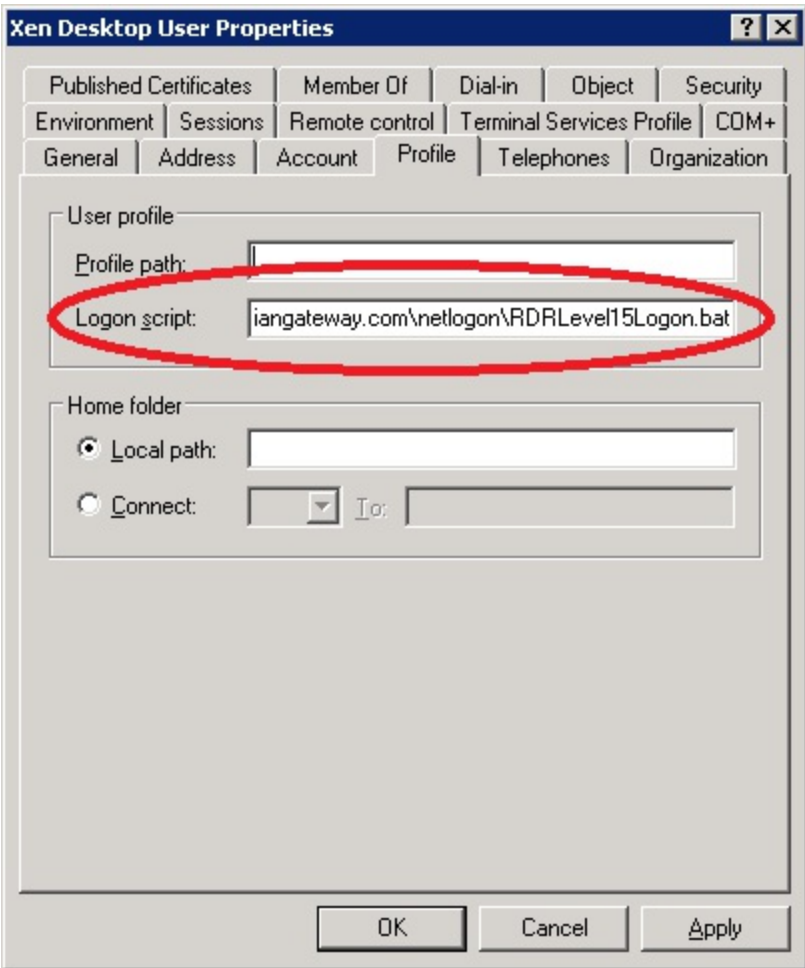 Xen Desktop User Properties
Published Certificates Member Of Dial-in Object Security
Environment Sessions Remote control Terminal Services Profile COM+
General Address Account Profile Telephones Organization
User profile
Profile path:
Logon script: iangateway.com\netlogon\RDRLevel15Logon.bat
Home folder
Local path:
Connect: To:
OK Cancel Apply